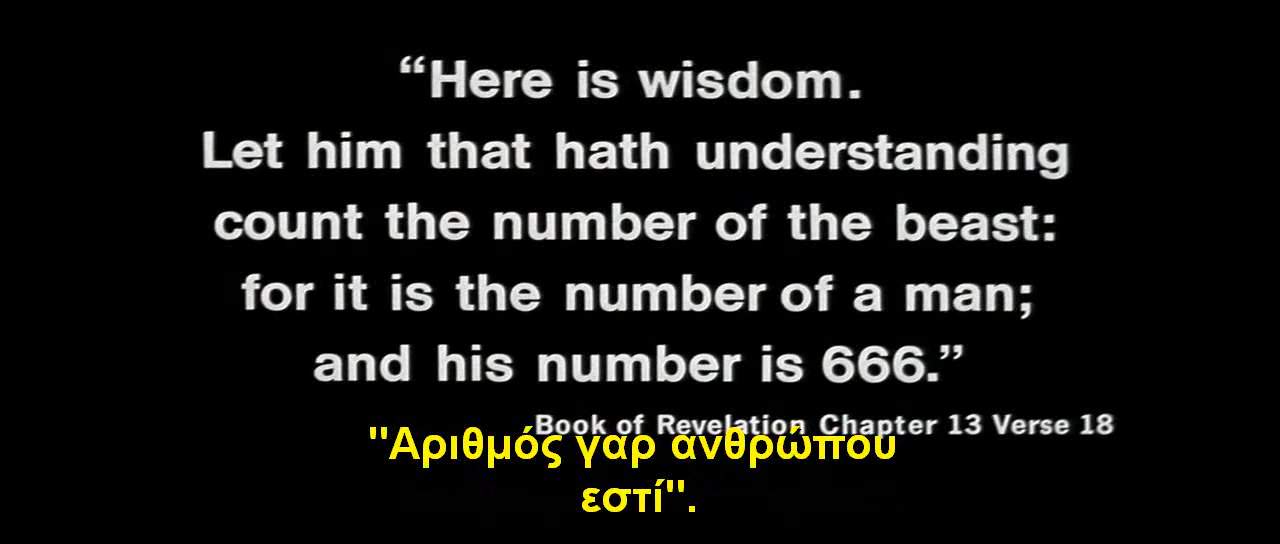 “Here is wisdom.
Let him that hath understanding
count the number of the beast:
for it is the number of a man;
and his number is 666.”
Book of Revelation Chapter 13 Verse 18
"Αριθμός γαρ ανθρώπου
εστί".